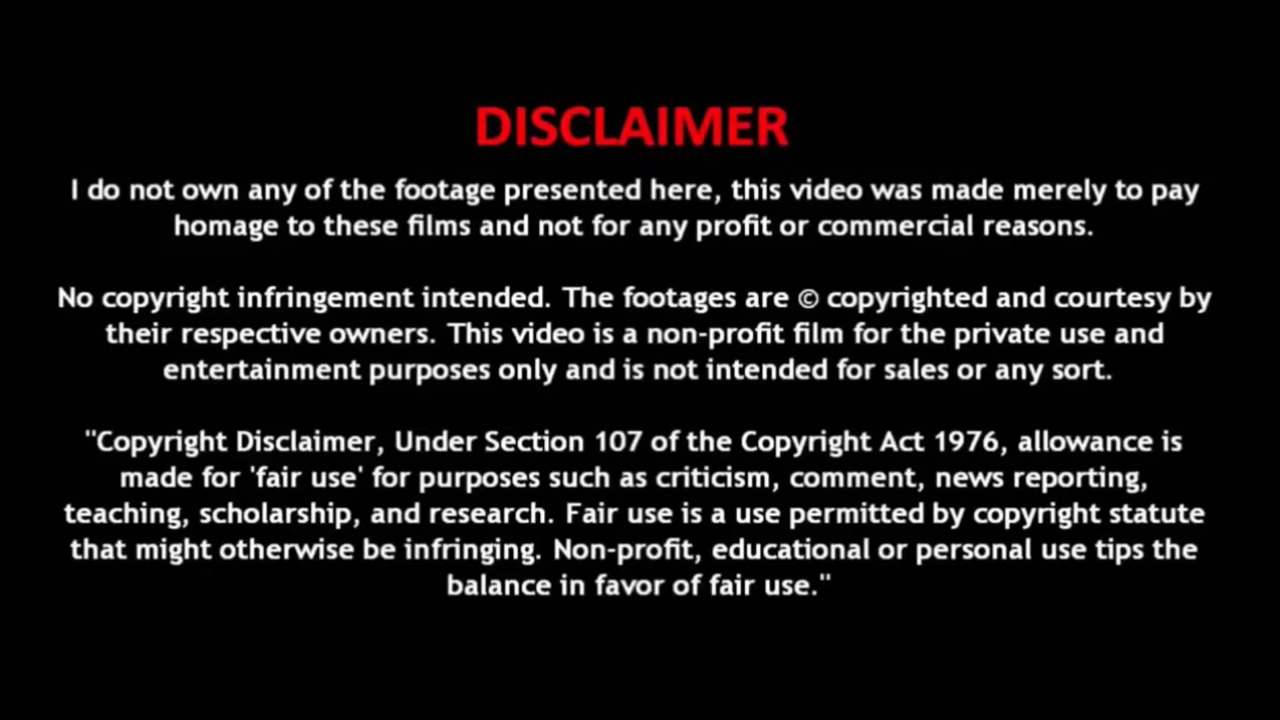 DISCLAIMER
I do not own any of the footage presented here, this video was made merely to pay
homage to these films and not for any profit or commercial reasons.
No copyright infringement intended. The footages are © copyrighted and courtesy by
their respective owners. This video is a non-profit film for the private use and
entertainment purposes only and is not intended for sales or any sort.
"Copyright Disclaimer, Under Section 107 of the Copyright Act 1976, allowance is
made for 'fair use' for purposes such as criticism, comment, news reporting,
teaching, scholarship, and research. Fair use is a use permitted by copyright statute
that might otherwise be infringing. Non-profit, educational or personal use tips the
balance in favor of fair use."